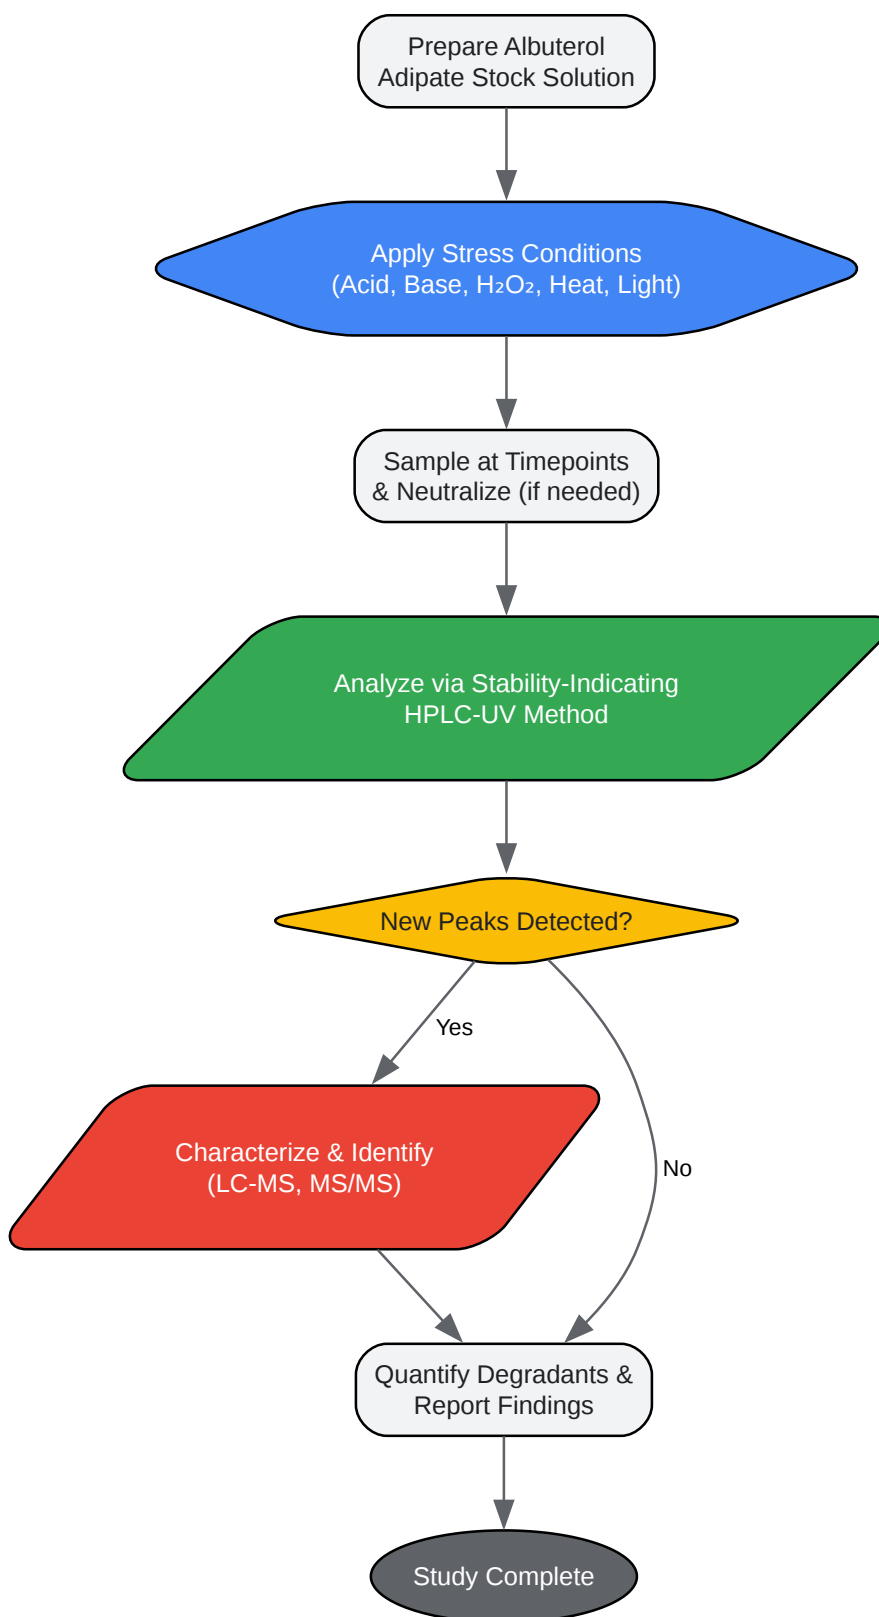 Prepare Albuterol
Adipate Stock Solution
Apply Stress Conditions
(Acid, Base, H₂O₂, Heat, Light)
Sample at Timepoints
& Neutralize (if needed)
Analyze via Stability-Indicating
HPLC-UV Method
New Peaks Detected?
Yes
Characterize & Identify
(LC-MS, MS/MS)
No
Quantify Degradants &
Report Findings
Study Complete